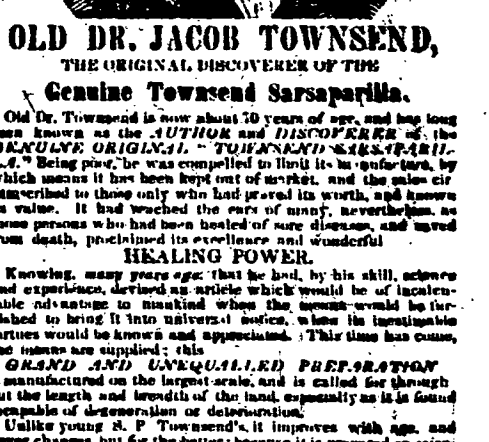 OLD DR. JACOB TOWNSEND,
THE ORIGINAL DISCOVERER OF THE
Genuine Townsend Sarsaparilla.
Old Dr. Townsend is now about 70 years of age, and has long
been known as the AUTHOR and DISCOVERER of the
GENUINE ORIGINAL "TOWNSEND SARSAPARIL-
LA." Being poor, he was compelled to limit its manufacture, by
which means it has been kept out of market, and the sales cir
cumscribed to those only who had proved its worth, and known
its value. It had reached the ears of many, nevertheless, as
those persons who had been healed of sore diseases, and saved
from death, proclaimed its excellence and wonderful
HEALING POWER.
Knowing, many years ago, that he had, by his skill, science
and experience, devised an article which would be of incalcu-
lable advantage to mankind when the means would be fur-
nished to bring it into universal notice, when its inestimable
virtues would be known and appreciated. This time has come,
the means are supplied; this
GRAND AND UNEQUALLED PREPARATION
manufactured on the largest scale, and is called for through
out the length and breadth of the land, especially as it is found
incapable of degeneration or deterioration.
Unlike young S. P Townsend's, it improves with age, and
never changes, but for the better: because it is prepared on